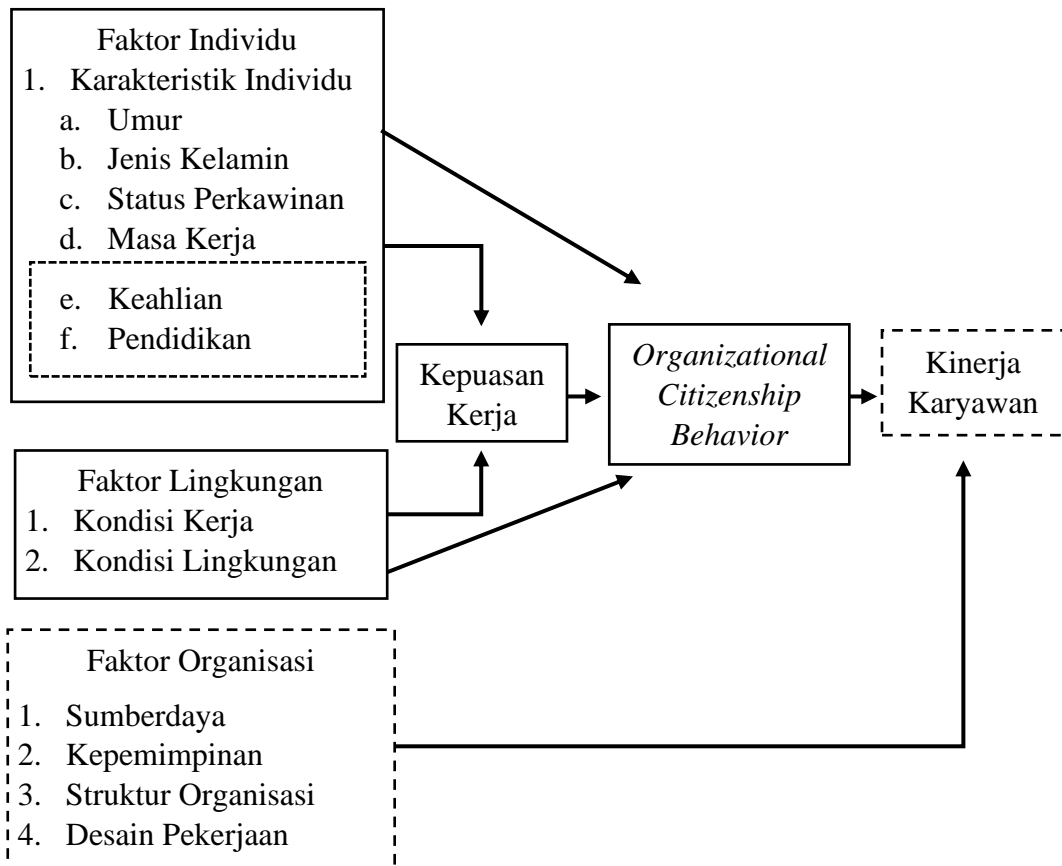 Faktor Individu
1. Karakteristik Individu
a. Umur
b. Jenis Kelamin
c. Status Perkawinan
d. Masa Kerja
e. Keahlian
f. Pendidikan
Kepuasan
Kerja
Organizational
Citizenship
Behavior
Kinerja
Karyawan
Faktor Lingkungan
1. Kondisi Kerja
2. Kondisi Lingkungan
Faktor Organisasi
1. Sumberdaya
2. Kepemimpinan
3. Struktur Organisasi
4. Desain Pekerjaan